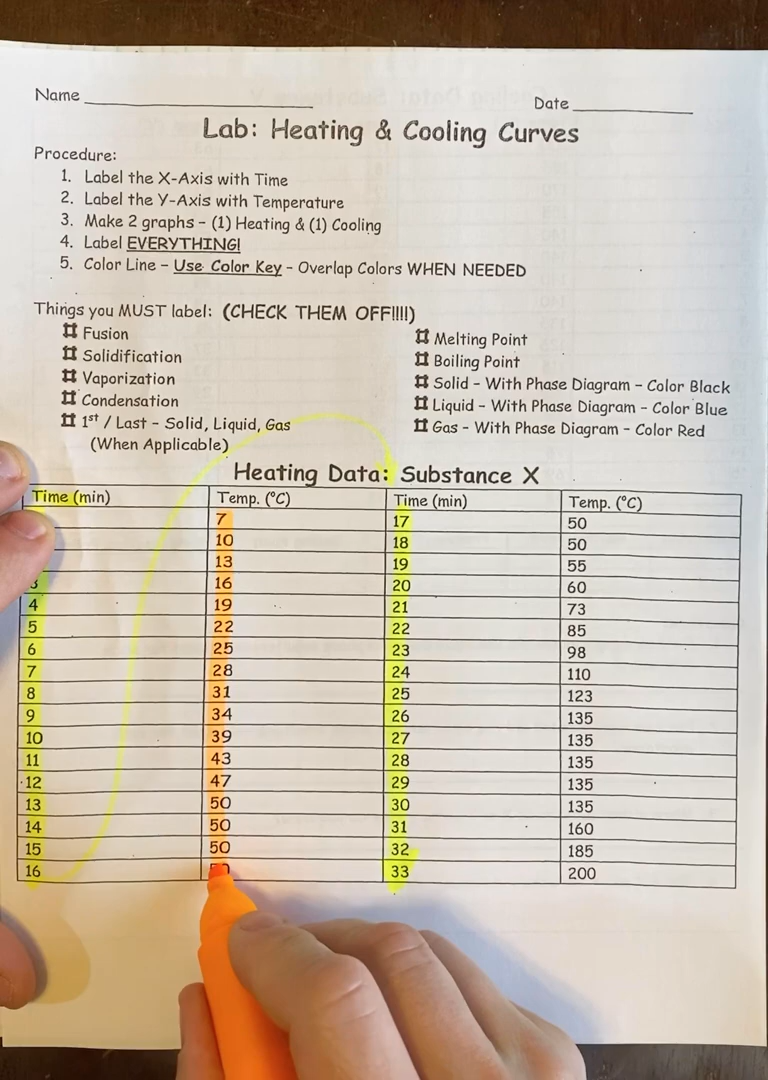 Name ____________ Date ____________
Lab: Heating & Cooling Curves
Procedure:
1. Label the X-Axis with Time
2. Label the Y-Axis with Temperature
3. Make 2 graphs – (1) Heating & (1) Cooling
4. Label EVERYTHING!
5. Color Line – Use Color Key – Overlap Colors WHEN NEEDED
Things you MUST label: (CHECK THEM OFF!!!!)
Fusion
Solidification
Vaporization
Condensation
1st / Last – Solid, Liquid, Gas
(When Applicable)
Melting Point
Boiling Point
Solid – With Phase Diagram – Color Black
Liquid – With Phase Diagram – Color Blue
Gas – With Phase Diagram – Color Red
Heating Data: Substance X
Time (min) Temp. (°C) Time (min) Temp. (°C)
7 17 50
10 18 50
13 19 55
3 16 20 60
4 19 21 73
5 22 22 85
6 25 23 98
7 28 24 110
8 31 25 123
9 34 26 135
10 39 27 135
11 43 28 135
12 47 29 135
13 50 30 135
14 50 31 160
15 50 32 185
16 33 200